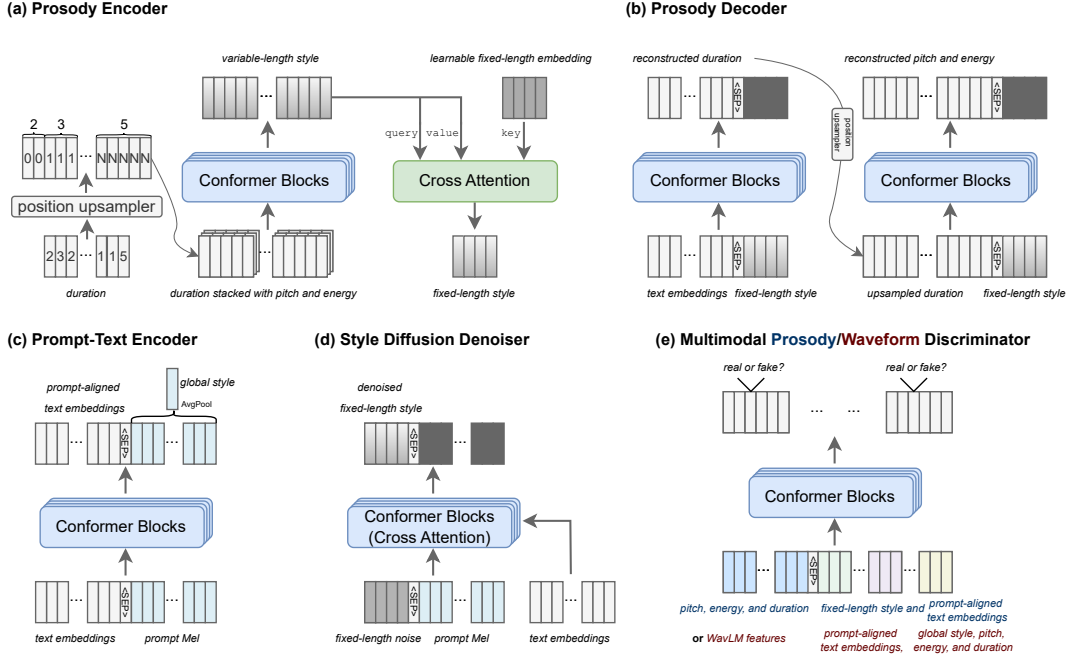 (a) Prosody Encoder
variable-length style
learnable fixed-length embedding
2 3 5
0 0 1 1 1 ... N N N N N
...
query value key
Conformer Blocks
Cross Attention
position upsampler
2 3 2 ... 1 1 5
...
duration
duration stacked with pitch and energy
fixed-length style
(b) Prosody Decoder
reconstructed duration
reconstructed pitch and energy
... <SEP>
... <SEP>
position upsampler
Conformer Blocks
Conformer Blocks
... <SEP>
... <SEP>
text embeddings fixed-length style
upsampled duration fixed-length style
(c) Prompt-Text Encoder
prompt-aligned
text embeddings
global style
AvgPool
... <SEP> ...
Conformer Blocks
... <SEP> ...
text embeddings prompt Mel
(d) Style Diffusion Denoiser
denoised
fixed-length style
<SEP> ...
Conformer Blocks
(Cross Attention)
<SEP> ... ...
fixed-length noise prompt Mel text embeddings
(e) Multimodal Prosody/Waveform Discriminator
real or fake? real or fake?
... ...
Conformer Blocks
... <SEP> ... ...
pitch, energy, and duration fixed-length style and prompt-aligned
text embeddings
or WavLM features prompt-aligned
text embeddings, global style, pitch,
energy, and duration